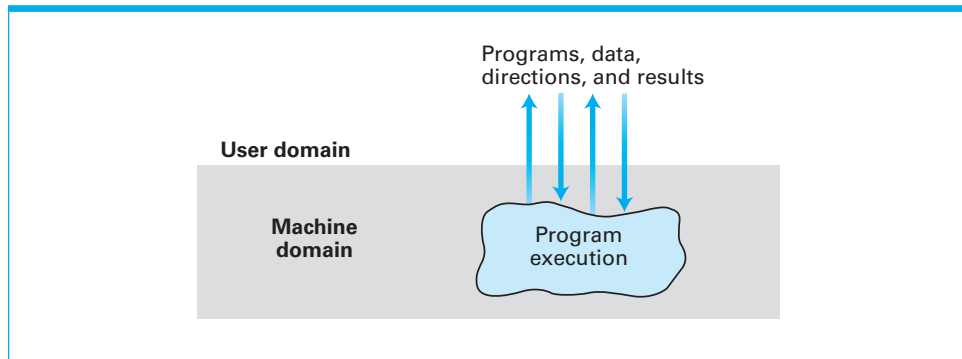 Programs, data,
directions, and results
User domain
Machine
domain
Program
execution